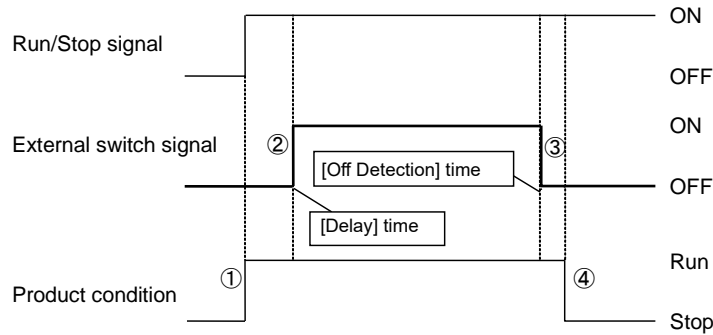 ON
Run/Stop signal
OFF
ON
②
③
External switch signal
[Off Detection] time
OFF
[Delay] time
Run
①
④
Product condition
Stop